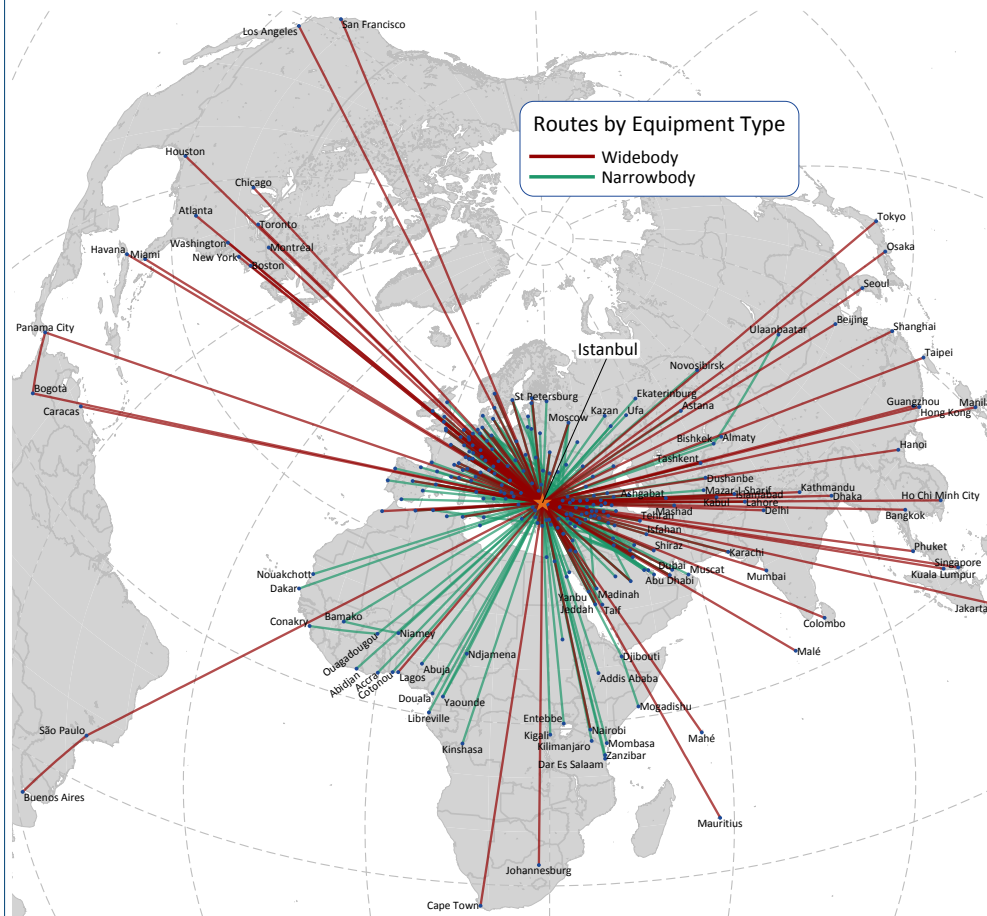 Los Angeles
San Francisco
Routes by Equipment Type
Widebody
Narrowbody
Houston
Chicago
Atlanta
Toronto
Washington
Montréal
Havana
Miami
New York
Boston
Tokyo
Osaka
Seoul
Panama City
Ulaanbaatar
Beijing
Shanghai
Istanbul
Taipei
Novosibirsk
Bogotà
Caracas
St Petersburg
Ekaterinburg
Moscow
Kazan
Ufa
Astana
Guangzhou
Manila
Hong Kong
Bishkek
Almaty
Hanoi
Tashkent
Dushanbe
Ashgabat
Mazar-I-Sharif
Islamabad
Kathmandu
Kabul
Lahore
Dhaka
Ho Chi Minh City
Mashad
Delhi
Tehran
Bangkok
Isfahan
Shiraz
Karachi
Phuket
Nouakchott
Dubai
Muscat
Mumbai
Singapore
Abu Dhabi
Kuala Lumpur
Dakar
Yanbu
Madinah
Jeddah
Taif
Jakarta
Conakry
Bamako
Colombo
Ouagadougou
Niamey
Ndjamena
Djibouti
Malé
Abidjan
Accra
Cotonou
Lagos
Abuja
Addis Ababa
Douala
Yaounde
Libreville
Mogadishu
São Paulo
Entebbe
Kigali
Nairobi
Mahé
Kinshasa
Kilimanjaro
Mombasa
Zanzibar
Dar Es Salaam
Buenos Aires
Mauritius
Johannesburg
Cape Town